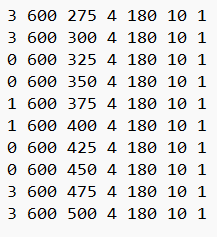 3 600 275 4 180 10 1
3 600 300 4 180 10 1
0 600 325 4 180 10 1
0 600 350 4 180 10 1
1 600 375 4 180 10 1
1 600 400 4 180 10 1
0 600 425 4 180 10 1
0 600 450 4 180 10 1
3 600 475 4 180 10 1
3 600 500 4 180 10 1